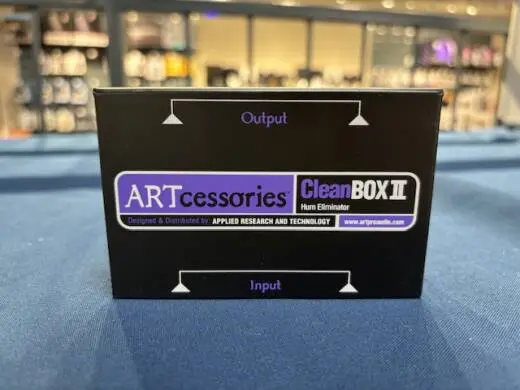 Output
ARTcessories
CleanBOX II
Hum Eliminator
Designed & Distributed by: APPLIED RESEARCH AND TECHNOLOGY
www.artproaudio.com
Input